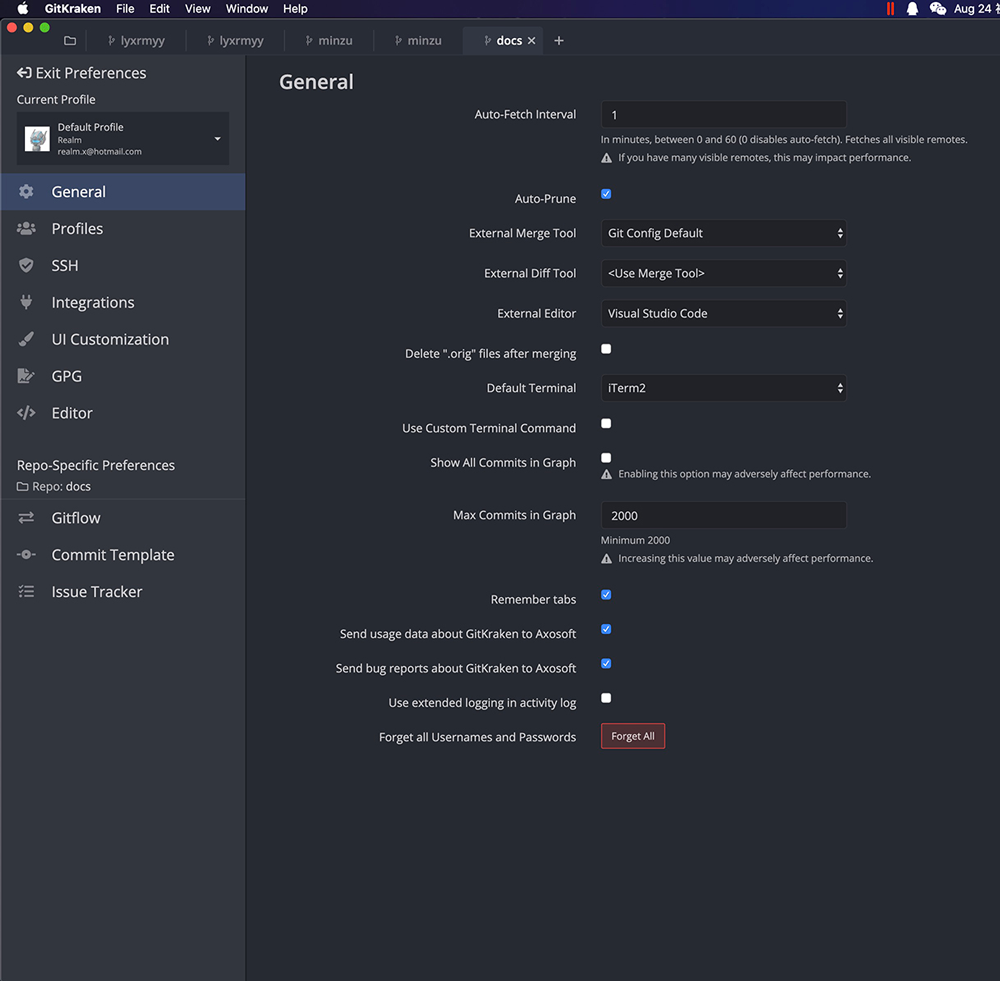 GitKraken File Edit View Window Help Aug 24
lyxrmyy lyxrmyy minzu minzu docs
Exit Preferences
Current Profile
Default Profile
Realm
realm.x@hotmail.com
General
Profiles
SSH
Integrations
UI Customization
GPG
Editor
Repo-Specific Preferences
Repo: docs
Gitflow
Commit Template
Issue Tracker
General
Auto-Fetch Interval 1
In minutes, between 0 and 60 (0 disables auto-fetch). Fetches all visible remotes.
If you have many visible remotes, this may impact performance.
Auto-Prune
External Merge Tool Git Config Default
External Diff Tool <Use Merge Tool>
External Editor Visual Studio Code
Delete ".orig" files after merging
Default Terminal iTerm2
Use Custom Terminal Command
Show All Commits in Graph
Enabling this option may adversely affect performance.
Max Commits in Graph 2000
Minimum 2000
Increasing this value may adversely affect performance.
Remember tabs
Send usage data about GitKraken to Axosoft
Send bug reports about GitKraken to Axosoft
Use extended logging in activity log
Forget all Usernames and Passwords Forget All